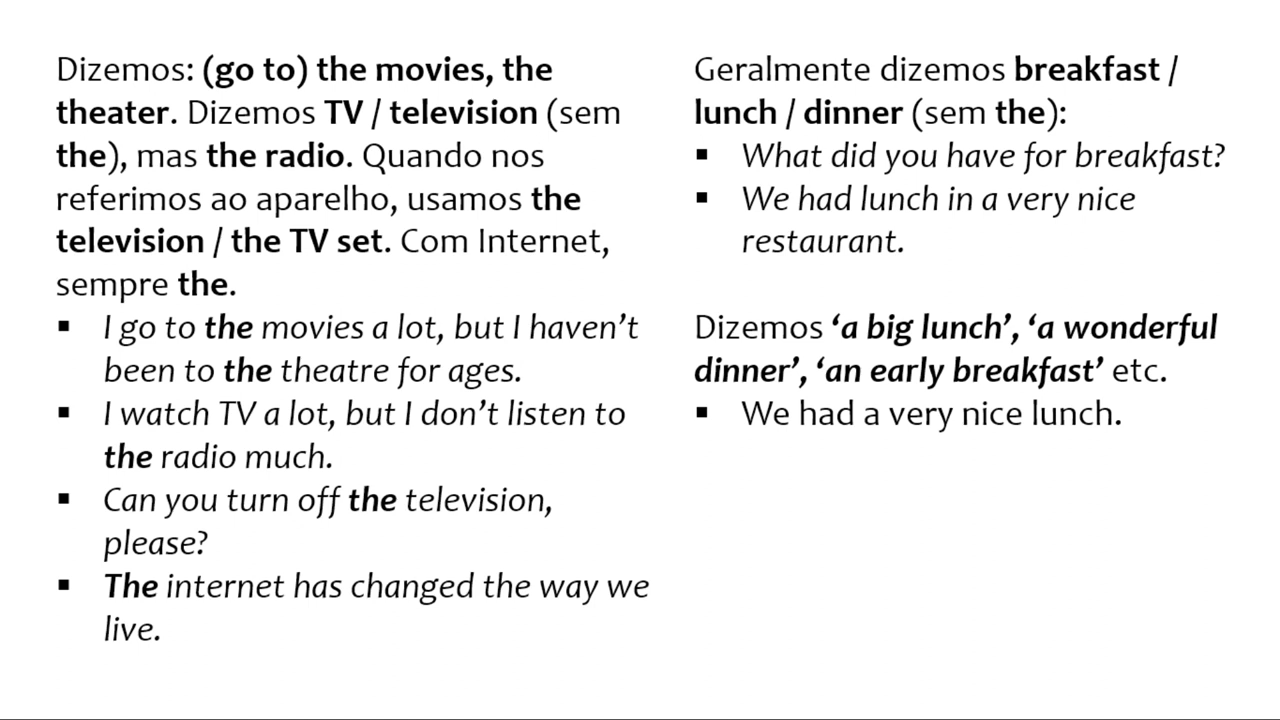 Dizemos: (go to) the movies, the
theater. Dizemos TV / television (sem
the), mas the radio. Quando nos
referimos ao aparelho, usamos the
television / the TV set. Com Internet,
sempre the.
▪ I go to the movies a lot, but I haven’t
been to the theatre for ages.
▪ I watch TV a lot, but I don’t listen to
the radio much.
▪ Can you turn off the television,
please?
▪ The internet has changed the way we
live.
Geralmente dizemos breakfast /
lunch / dinner (sem the):
▪ What did you have for breakfast?
▪ We had lunch in a very nice
restaurant.
Dizemos ‘a big lunch’, ‘a wonderful
dinner’, ‘an early breakfast’ etc.
▪ We had a very nice lunch.